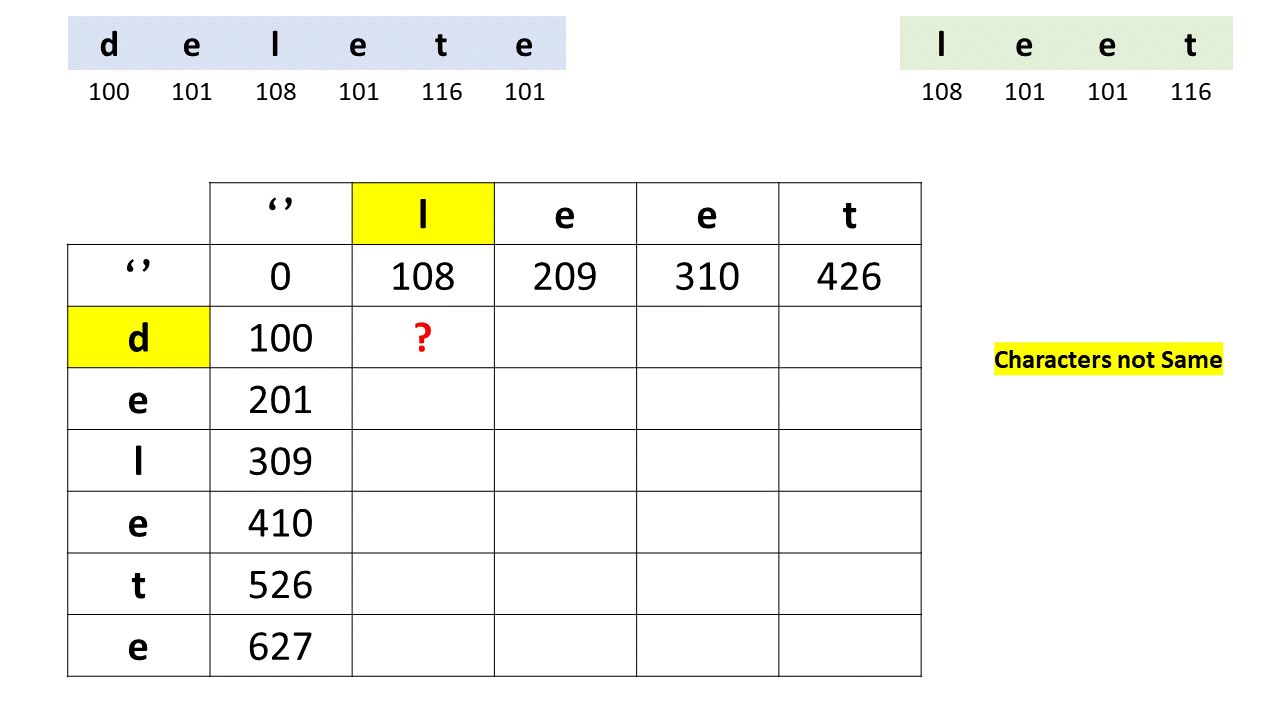 d e l e t e l e e t
100 101 108 101 116 101 108 101 101 116
‘’ l e e t
‘’ 0 108 209 310 426
d 100 ?
Characters not Same
e 201
l 309
e 410
t 526
e 627